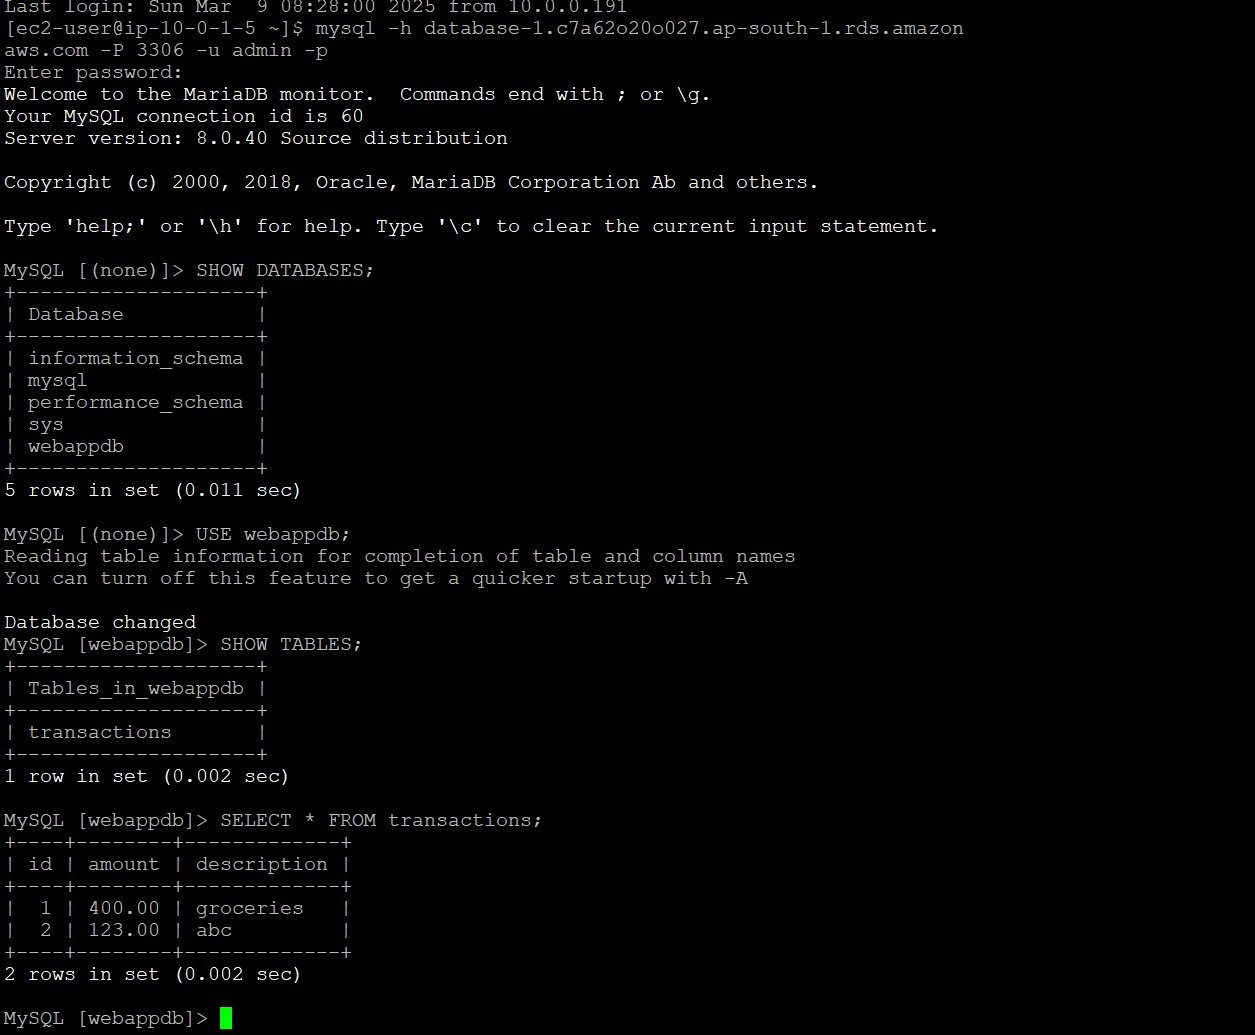 Last login: Sun Mar  9 08:28:00 2025 from 10.0.0.191
[ec2-user@ip-10-0-1-5 ~]$ mysql -h database-1.c7a62o20o027.ap-south-1.rds.amazon
aws.com -P 3306 -u admin -p
Enter password:
Welcome to the MariaDB monitor.  Commands end with ; or \g.
Your MySQL connection id is 60
Server version: 8.0.40 Source distribution

Copyright (c) 2000, 2018, Oracle, MariaDB Corporation Ab and others.

Type 'help;' or '\h' for help. Type '\c' to clear the current input statement.

MySQL [(none)]> SHOW DATABASES;
+--------------------+
| Database           |
+--------------------+
| information_schema |
| mysql              |
| performance_schema |
| sys                |
| webappdb           |
+--------------------+
5 rows in set (0.011 sec)

MySQL [(none)]> USE webappdb;
Reading table information for completion of table and column names
You can turn off this feature to get a quicker startup with -A

Database changed
MySQL [webappdb]> SHOW TABLES;
+--------------------+
| Tables_in_webappdb |
+--------------------+
| transactions       |
+--------------------+
1 row in set (0.002 sec)

MySQL [webappdb]> SELECT * FROM transactions;
+----+--------+-------------+
| id | amount | description |
+----+--------+-------------+
|  1 | 400.00 | groceries   |
|  2 | 123.00 | abc         |
+----+--------+-------------+
2 rows in set (0.002 sec)

MySQL [webappdb]>